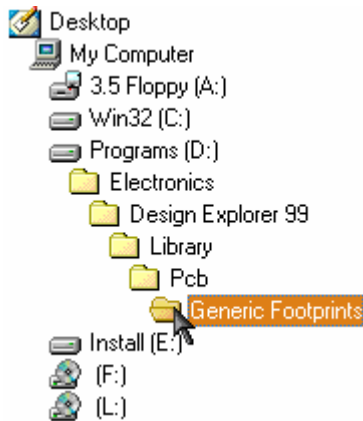 Desktop
My Computer
3.5 Floppy (A:)
Win32 (C:)
Programs (D:)
Electronics
Design Explorer 99
Library
Pcb
Generic Footprints
Install (E:)
(F:)
(L:)